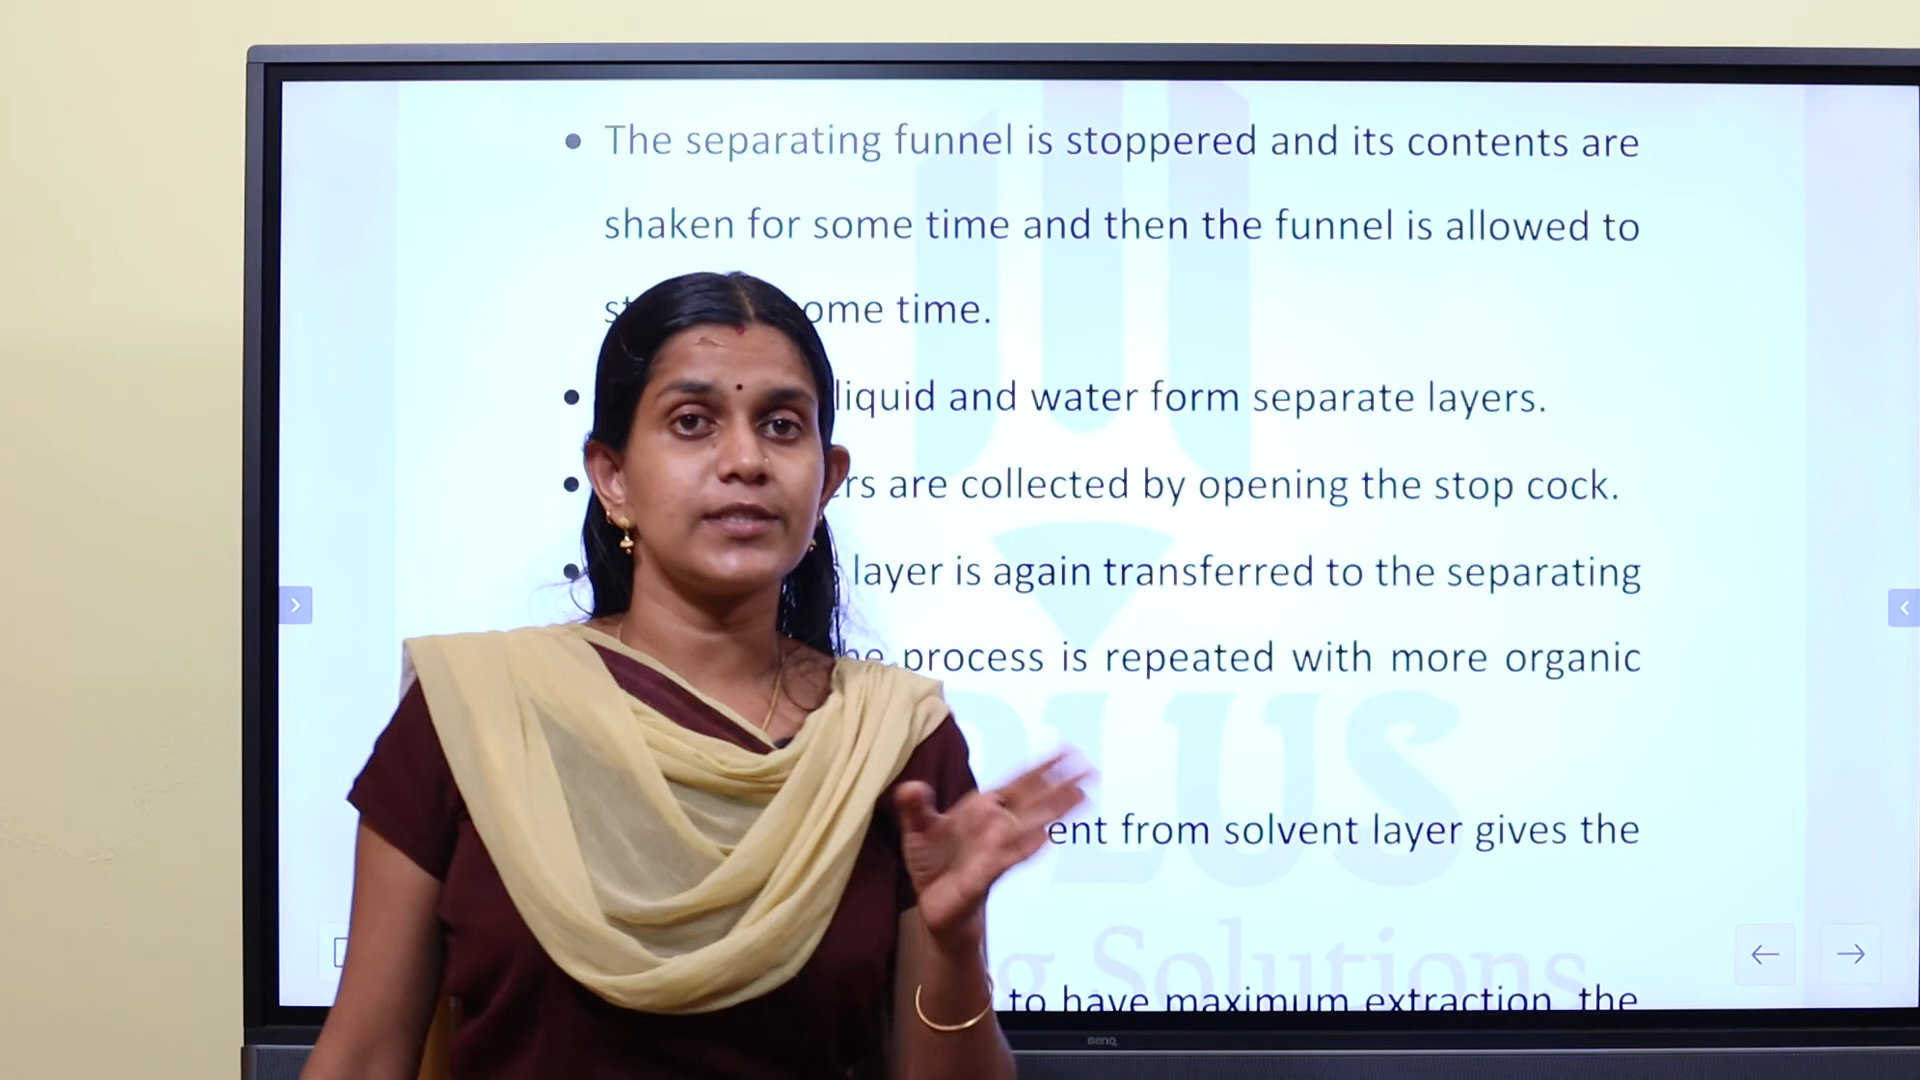 • The separating funnel is stoppered and its contents are
shaken for some time and then the funnel is allowed to
ome time.
• liquid and water form separate layers.
• rs are collected by opening the stop cock.
• layer is again transferred to the separating
he process is repeated with more organic
ent from solvent layer gives the
to have maximum extraction, the
PLUS
g Solutions
BenQ